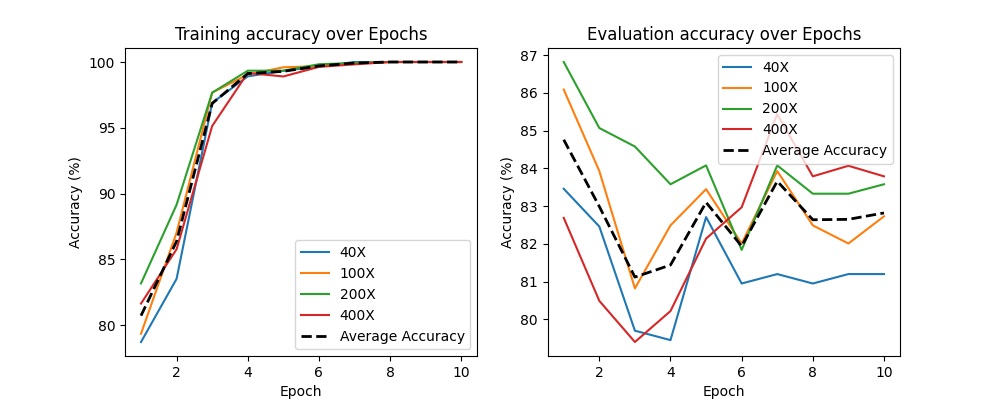 Training accuracy over Epochs
Accuracy (%)
100
95
90
85
80
40X
100X
200X
400X
Average Accuracy
2
4
6
8
10
Epoch
Evaluation accuracy over Epochs
Accuracy (%)
87
86
85
84
83
82
81
80
40X
100X
200X
400X
Average Accuracy
2
4
6
8
10
Epoch